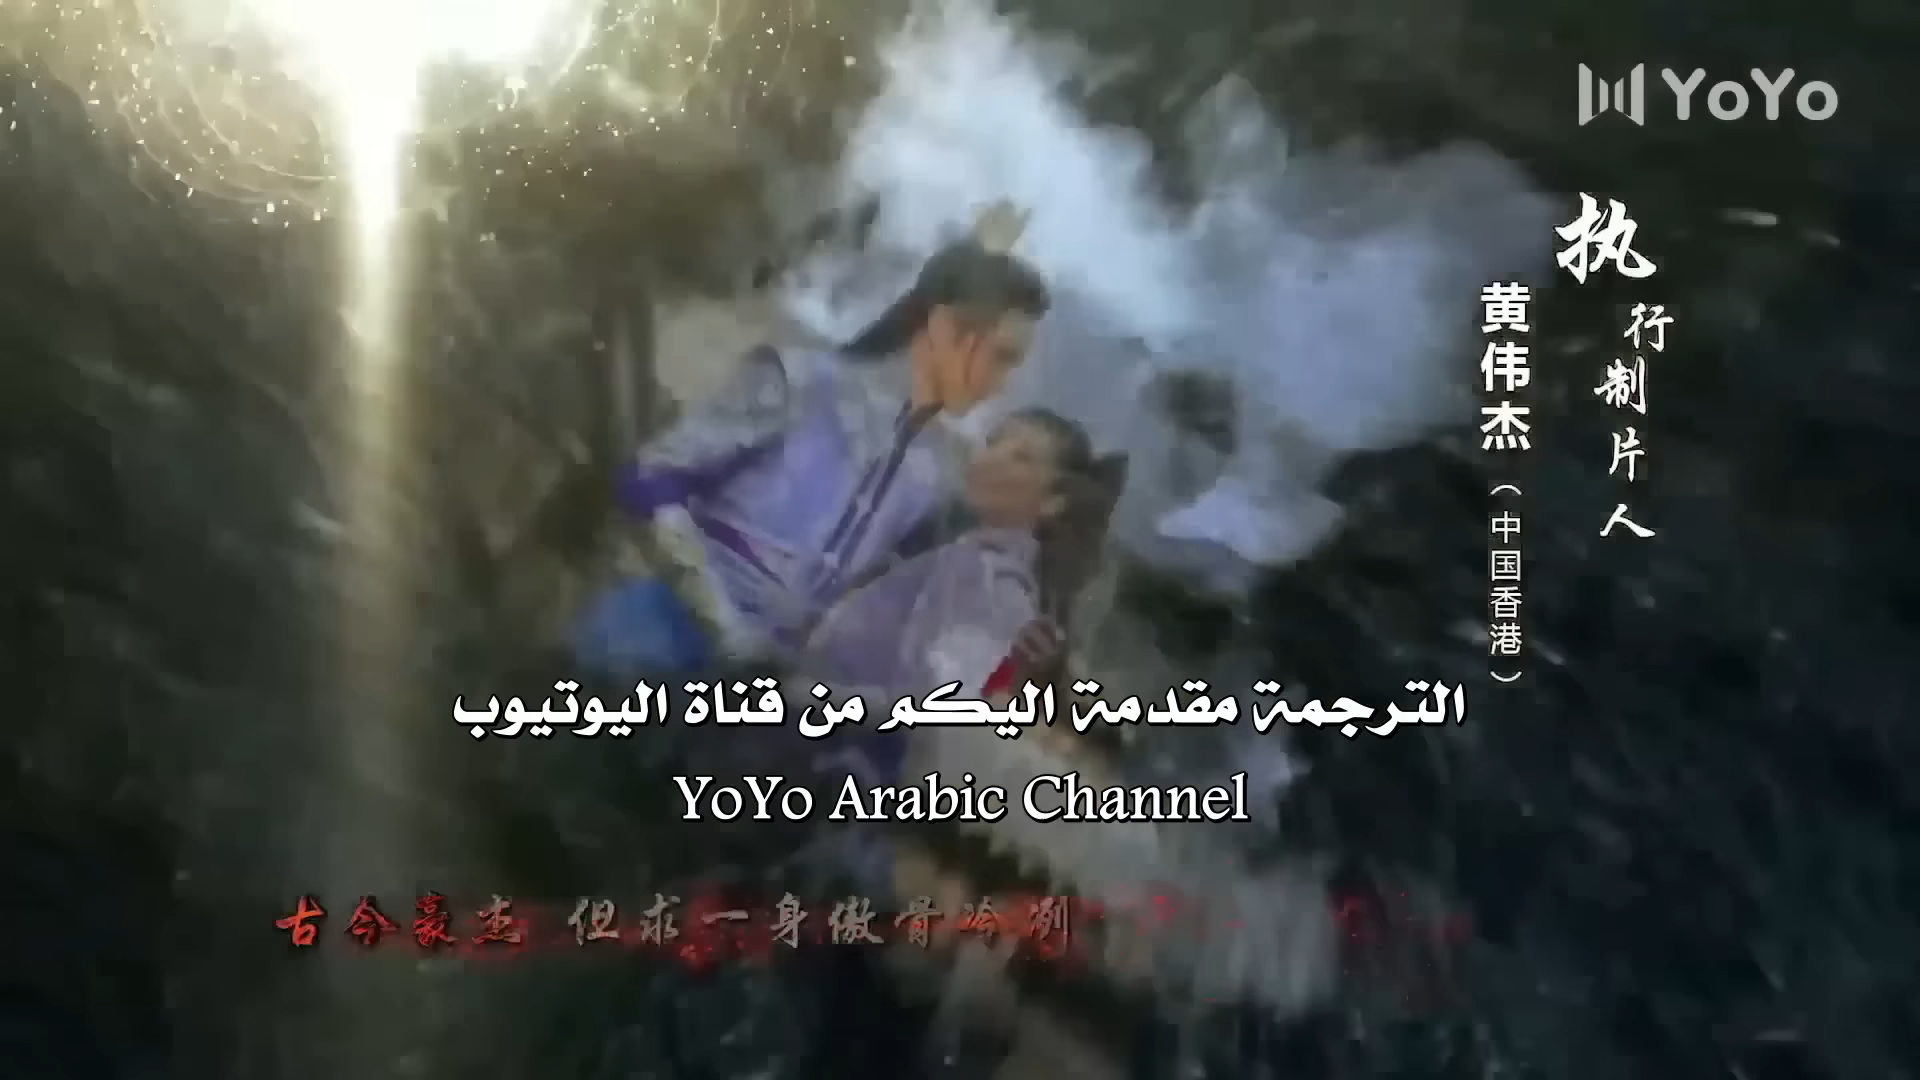 YoYo
执行制片人
黄伟杰
（中国香港）
الترجمة مقدمة اليكم من قناة اليوتيوب
YoYo Arabic Channel
古今豪杰 但求一身傲骨冷冽